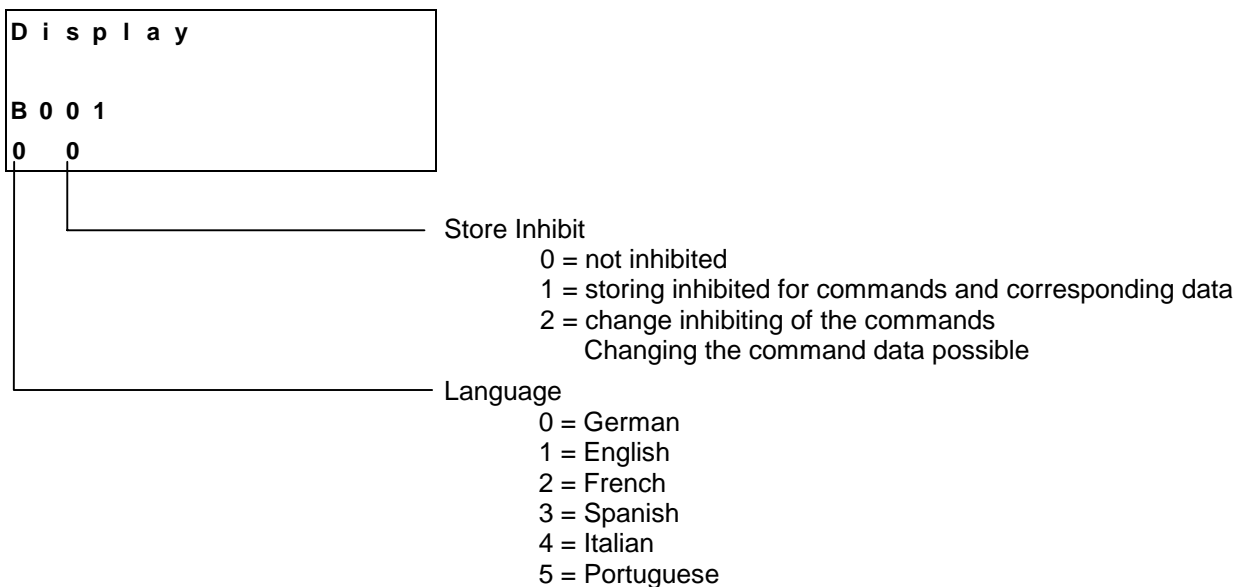 D i s p l a y
B 0 0 1
0 0
Store Inhibit
0 = not inhibited
1 = storing inhibited for commands and corresponding data
2 = change inhibiting of the commands
Changing the command data possible
Language
0 = German
1 = English
2 = French
3 = Spanish
4 = Italian
5 = Portuguese